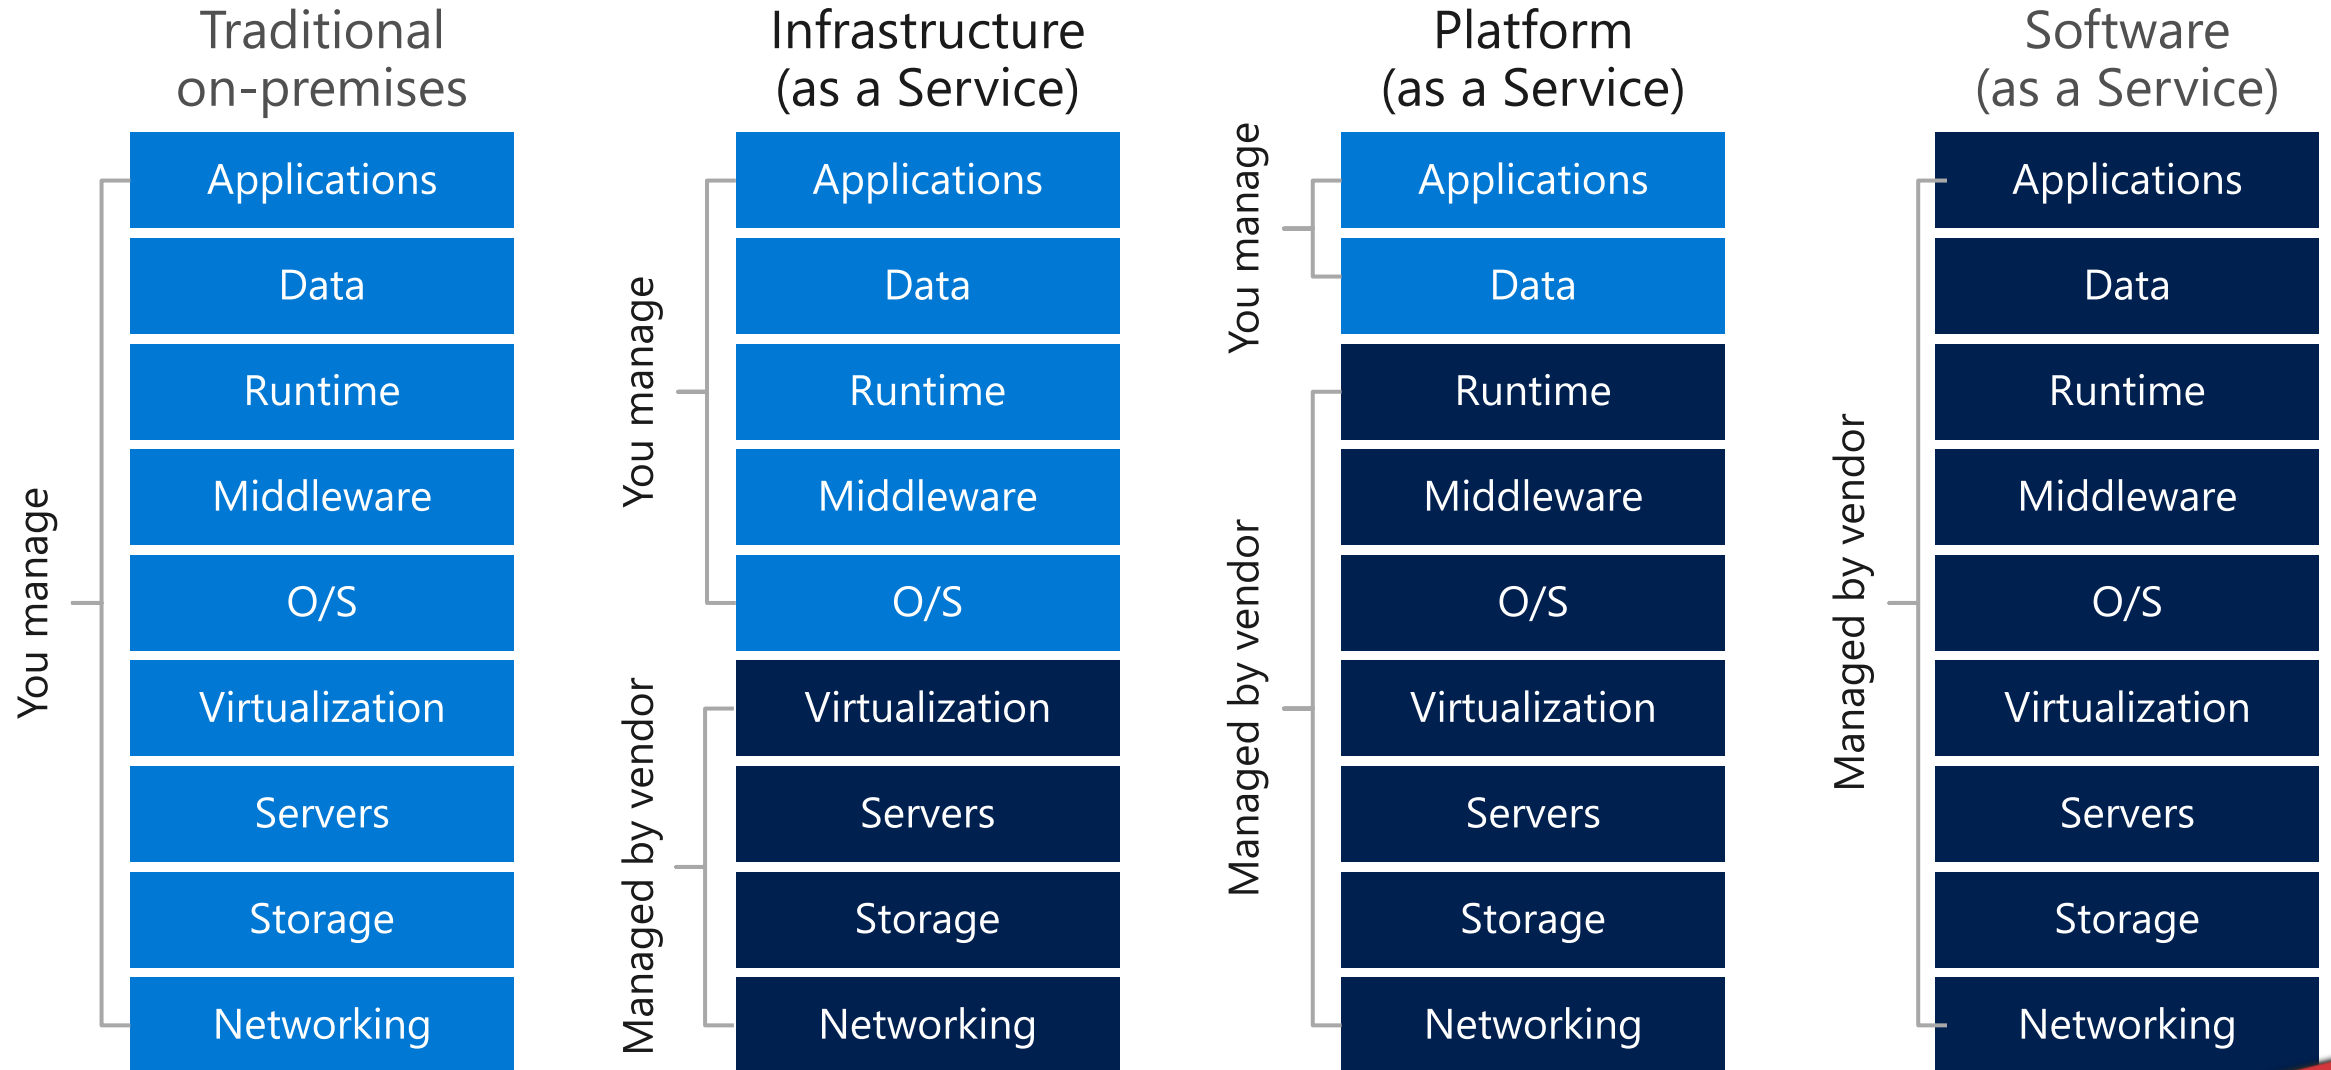 Traditional
on-premises
You manage
Applications
Data
Runtime
Middleware
O/S
Virtualization
Servers
Storage
Networking
Infrastructure
(as a Service)
You manage
Managed by vendor
Applications
Data
Runtime
Middleware
O/S
Virtualization
Servers
Storage
Networking
Platform
(as a Service)
You manage
Managed by vendor
Applications
Data
Runtime
Middleware
O/S
Virtualization
Servers
Storage
Networking
Software
(as a Service)
Managed by vendor
Applications
Data
Runtime
Middleware
O/S
Virtualization
Servers
Storage
Networking